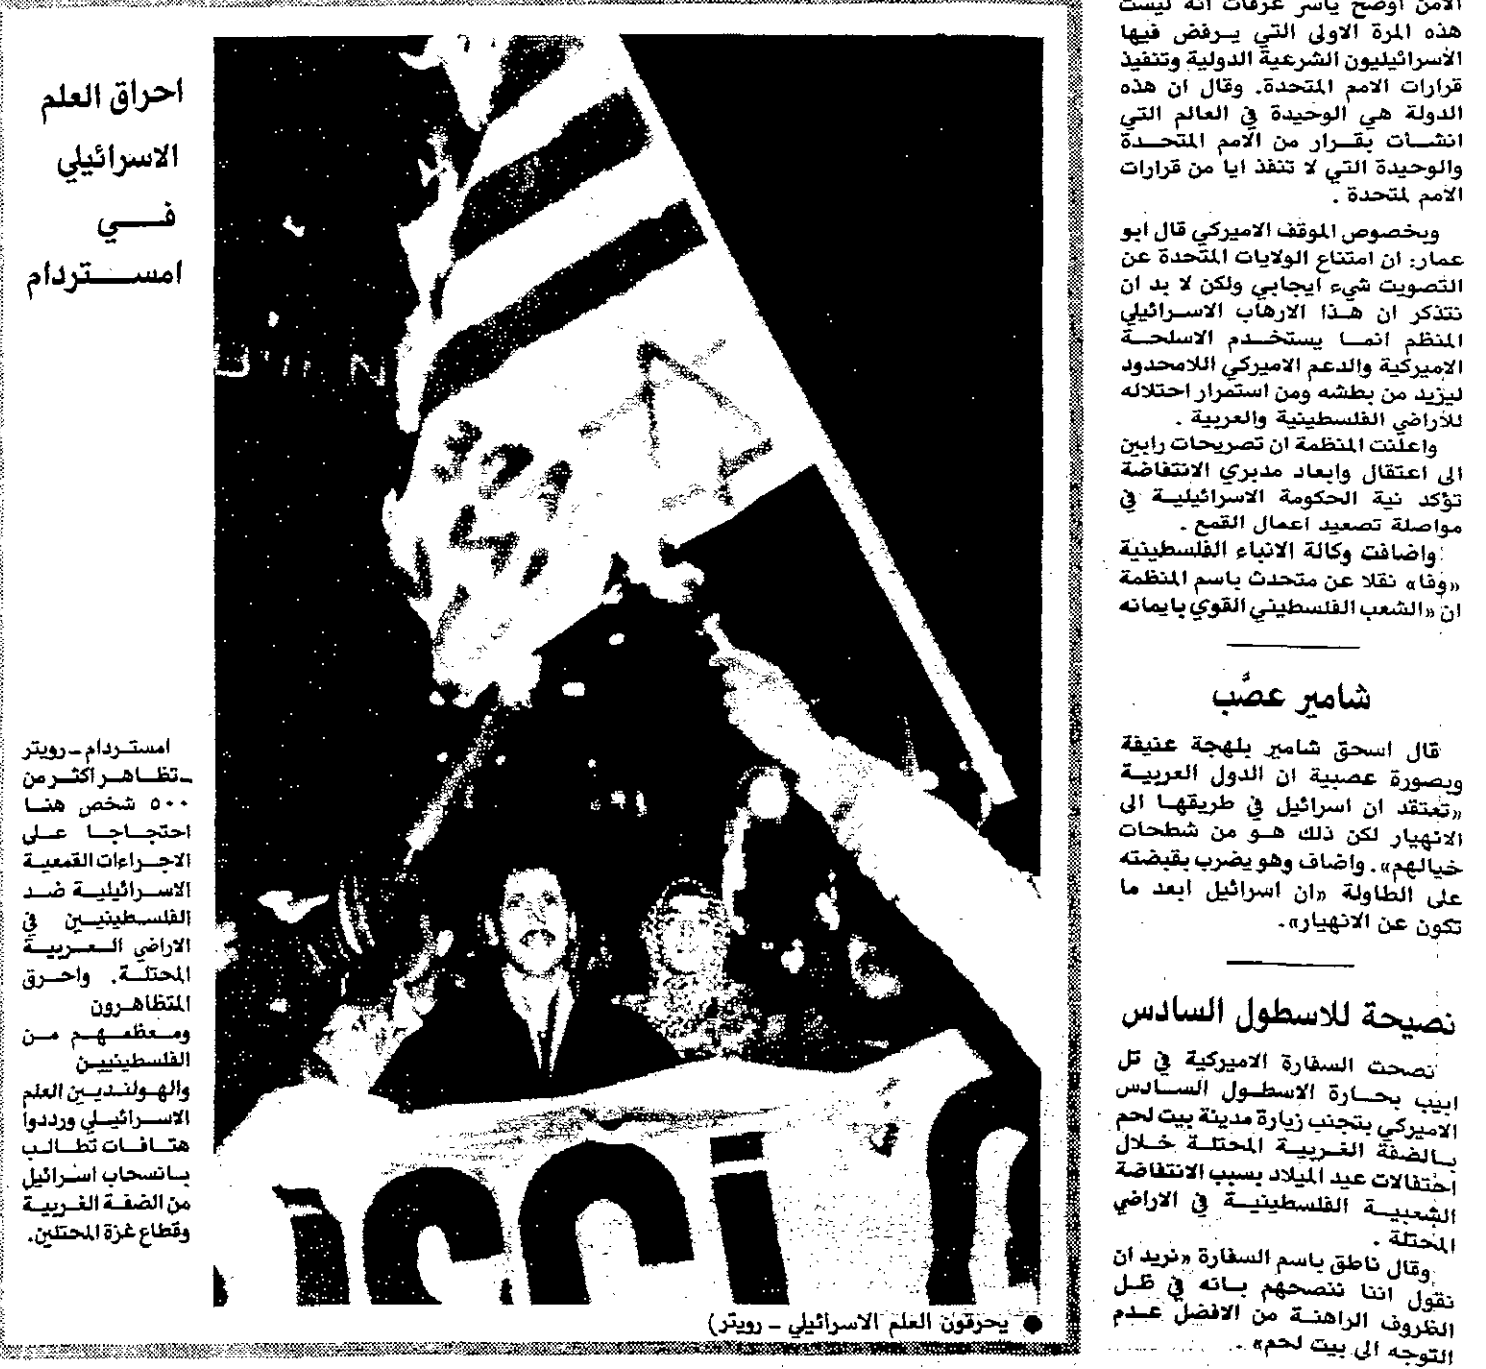 الامن اوضح ياسر عرفات انه ليست
هذه المرة الاولى التي يرفض فيها
الاسرائيليون الشرعية الدولية وتنفيذ
قرارات الامم المتحدة. وقال ان هذه
الدولة هي الوحيدة في العالم التي
انشأت بقرار من الامم المتحدة
والوحيدة التي لا تنفذ ايا من قرارات
الامم لمتحدة .
وبخصوص الموقف الاميركي قال ابو
عمار: ان امتناع الولايات المتحدة عن
التصويت شيء ايجابي ولكن لا بد ان
نتذكر ان هذا الارهاب الاسرائيلي
المنظم انما يستخدم الاسلحة
الاميركية والدعم الاميركي اللامحدود
ليزيد من بطشه ومن استمرار احتلاله
للأراضي الفلسطينية والعربية .
واعلنت المنظمة ان تصريحات رابين
الى اعتقال وابعاد مدبري الانتفاضة
تؤكد نية الحكومة الاسرائيلية في
مواصلة تصعيد اعمال القمع .
واضافت وكالة الانباء الفلسطينية
«وفا» نقلا عن متحدث باسم المنظمة
ان «الشعب الفلسطيني القوي بايمانه
شامير عصَّب
قال اسحق شامير بلهجة عنيفة
وبصورة عصبية ان الدول العربية
«تعتقد ان اسرائيل في طريقها الى
الانهيار لكن ذلك هو من شطحات
خيالهم». واضاف وهو يضرب بقبضته
على الطاولة «ان اسرائيل ابعد ما
تكون عن الانهيار».
نصيحة للاسطول السادس
نصحت السفارة الاميركية في تل
ابيب بحارة الاسطول السادس
الاميركي بتجنب زيارة مدينة بيت لحم
بالضفة الغربية المحتلة خلال
احتفالات عيد الميلاد بسبب الانتفاضة
الشعبية الفلسطينية في الاراضي
المحتلة .
وقال ناطق باسم السفارة «نريد ان
نقول اننا ننصحهم بانه في ظل
الظروف الراهنة من الافضل عدم
التوجه الى بيت لحم» .
احراق العلم
الاسرائيلي
في
امستردام
امستردام - رويتر
- تظاهر اكثر من
٥٠٠ شخص هنا
احتجاجا على
الاجراءات القمعية
الاسرائيلية ضد
الفلسطينيين في
الاراضي العربية
المحتلة. واحرق
المتظاهرون
ومعظمهم من
الفلسطينيين
والهولنديين العلم
الاسرائيلي ورددوا
هتافات تطالب
بانسحاب اسرائيل
من الضفة الغربية
وقطاع غزة المحتلين.
● يحرقون العلم الاسرائيلي - رويتر)